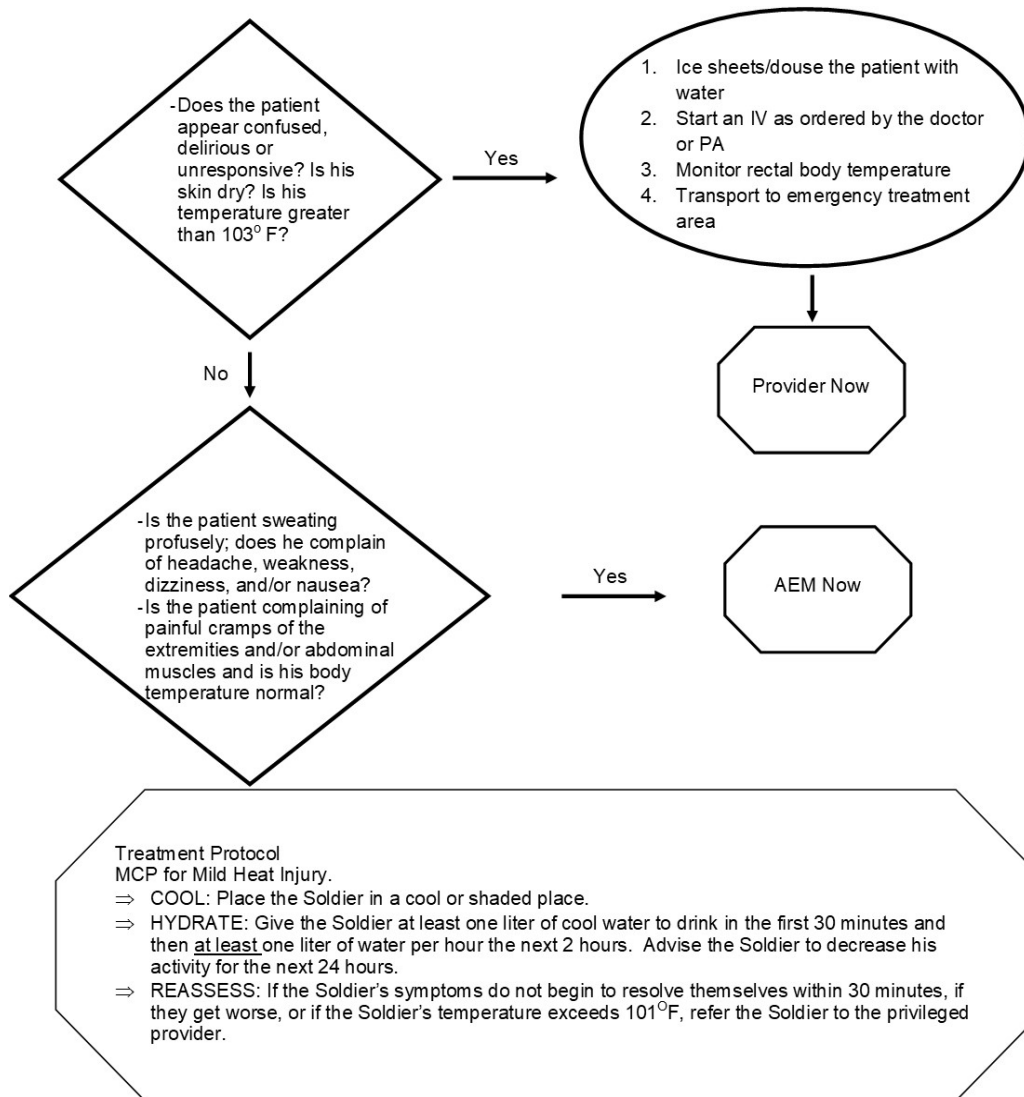 -Does the patient
appear confused,
delirious or
unresponsive? Is his
skin dry? Is his
temperature greater
than 103° F?
Yes
1. Ice sheets/douse the patient with
water
2. Start an IV as ordered by the doctor
or PA
3. Monitor rectal body temperature
4. Transport to emergency treatment
area
No
Provider Now
-Is the patient sweating
profusely; does he complain
of headache, weakness,
dizziness, and/or nausea?
-Is the patient complaining of
painful cramps of the
extremities and/or abdominal
muscles and is his body
temperature normal?
Yes
AEM Now
Treatment Protocol
MCP for Mild Heat Injury.
⇒ COOL: Place the Soldier in a cool or shaded place.
⇒ HYDRATE: Give the Soldier at least one liter of cool water to drink in the first 30 minutes and
then at least one liter of water per hour the next 2 hours. Advise the Soldier to decrease his
activity for the next 24 hours.
⇒ REASSESS: If the Soldier's symptoms do not begin to resolve themselves within 30 minutes, if
they get worse, or if the Soldier's temperature exceeds 101°F, refer the Soldier to the privileged
provider.